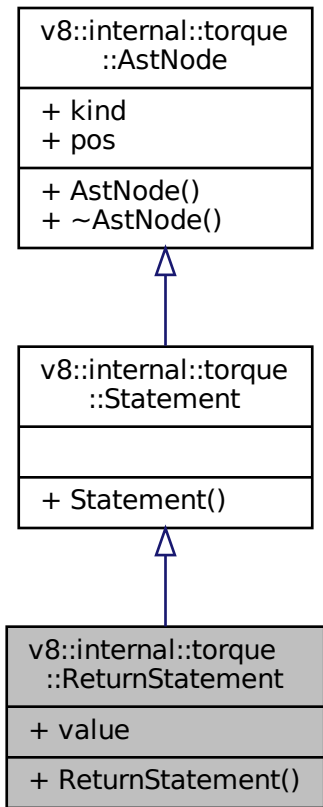 v8::internal::torque
::AstNode
+ kind
+ pos
+ AstNode()
+ ~AstNode()
v8::internal::torque
::Statement
+ Statement()
v8::internal::torque
::ReturnStatement
+ value
+ ReturnStatement()